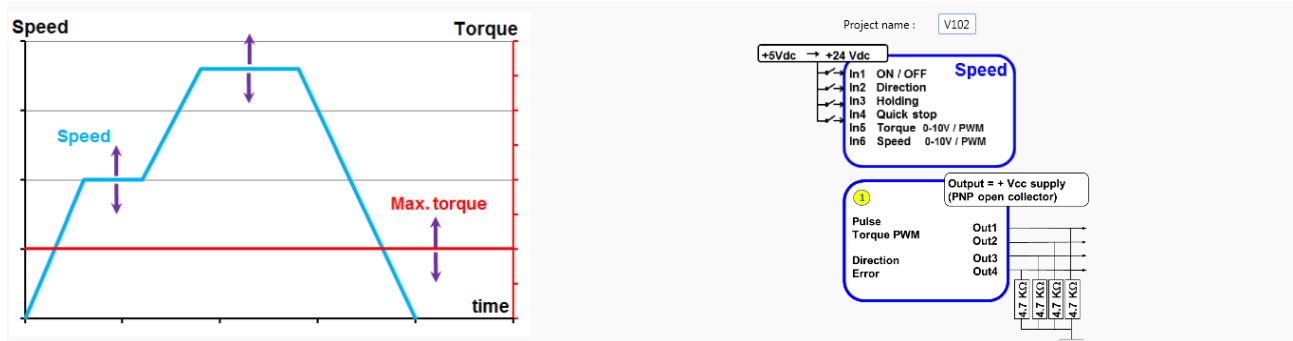 Speed
Torque
Speed
Max. torque
time
Project name :
V102
+5Vdc → +24 Vdc
Speed
In1 ON / OFF
In2 Direction
In3 Holding
In4 Quick stop
In5 Torque 0-10V / PWM
In6 Speed 0-10V / PWM
Output = + Vcc supply
(PNP open collector)
1
Pulse
Torque PWM
Direction
Error
Out1
Out2
Out3
Out4
4.7 KΩ
4.7 KΩ
4.7 KΩ
4.7 KΩ